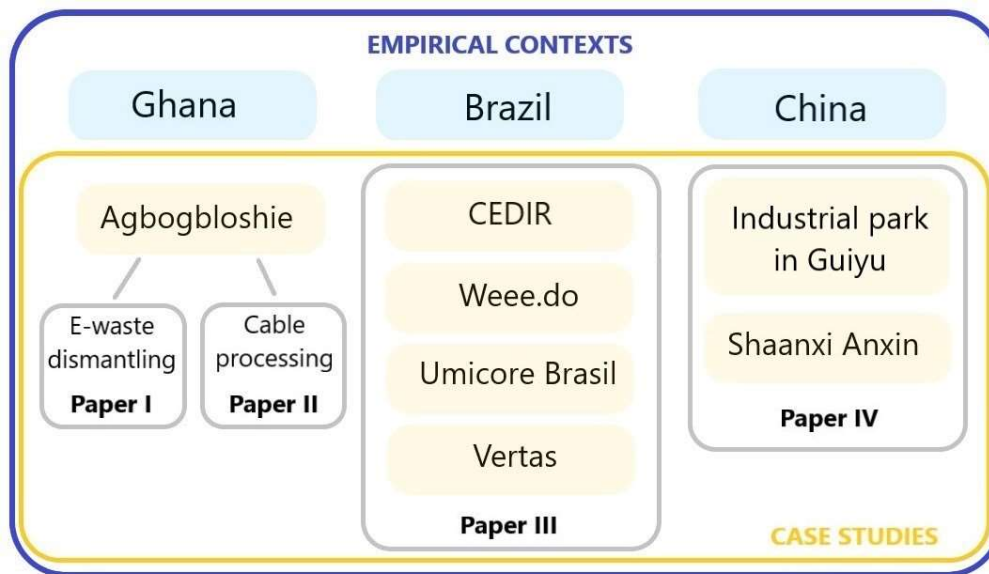 EMPIRICAL CONTEXTS
Ghana
Brazil
China
Agbogbloshie
E-waste
dismantling
Paper I
Cable
processing
Paper II
CEDIR
Weee.do
Umicore Brasil
Vertas
Paper III
Industrial park
in Guiyu
Shaanxi Anxin
Paper IV
CASE STUDIES